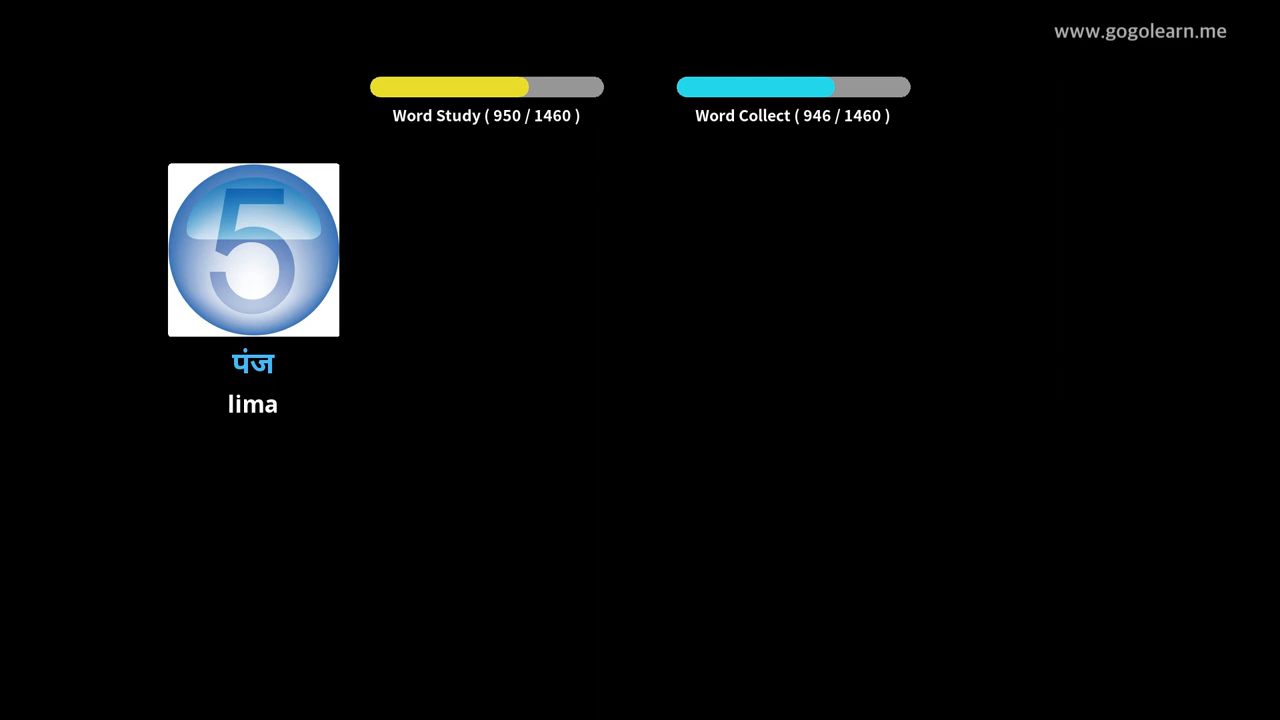 www.gogolearn.me
Word Study ( 950 / 1460 )
Word Collect ( 946 / 1460 )
5
पंज
lima